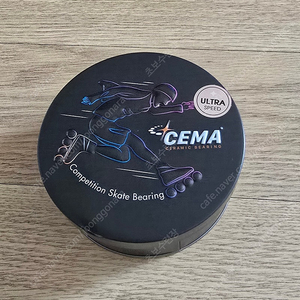 ULTRA
SPEED
CEMA
CERAMIC BEARING
Competition Skate Bearing